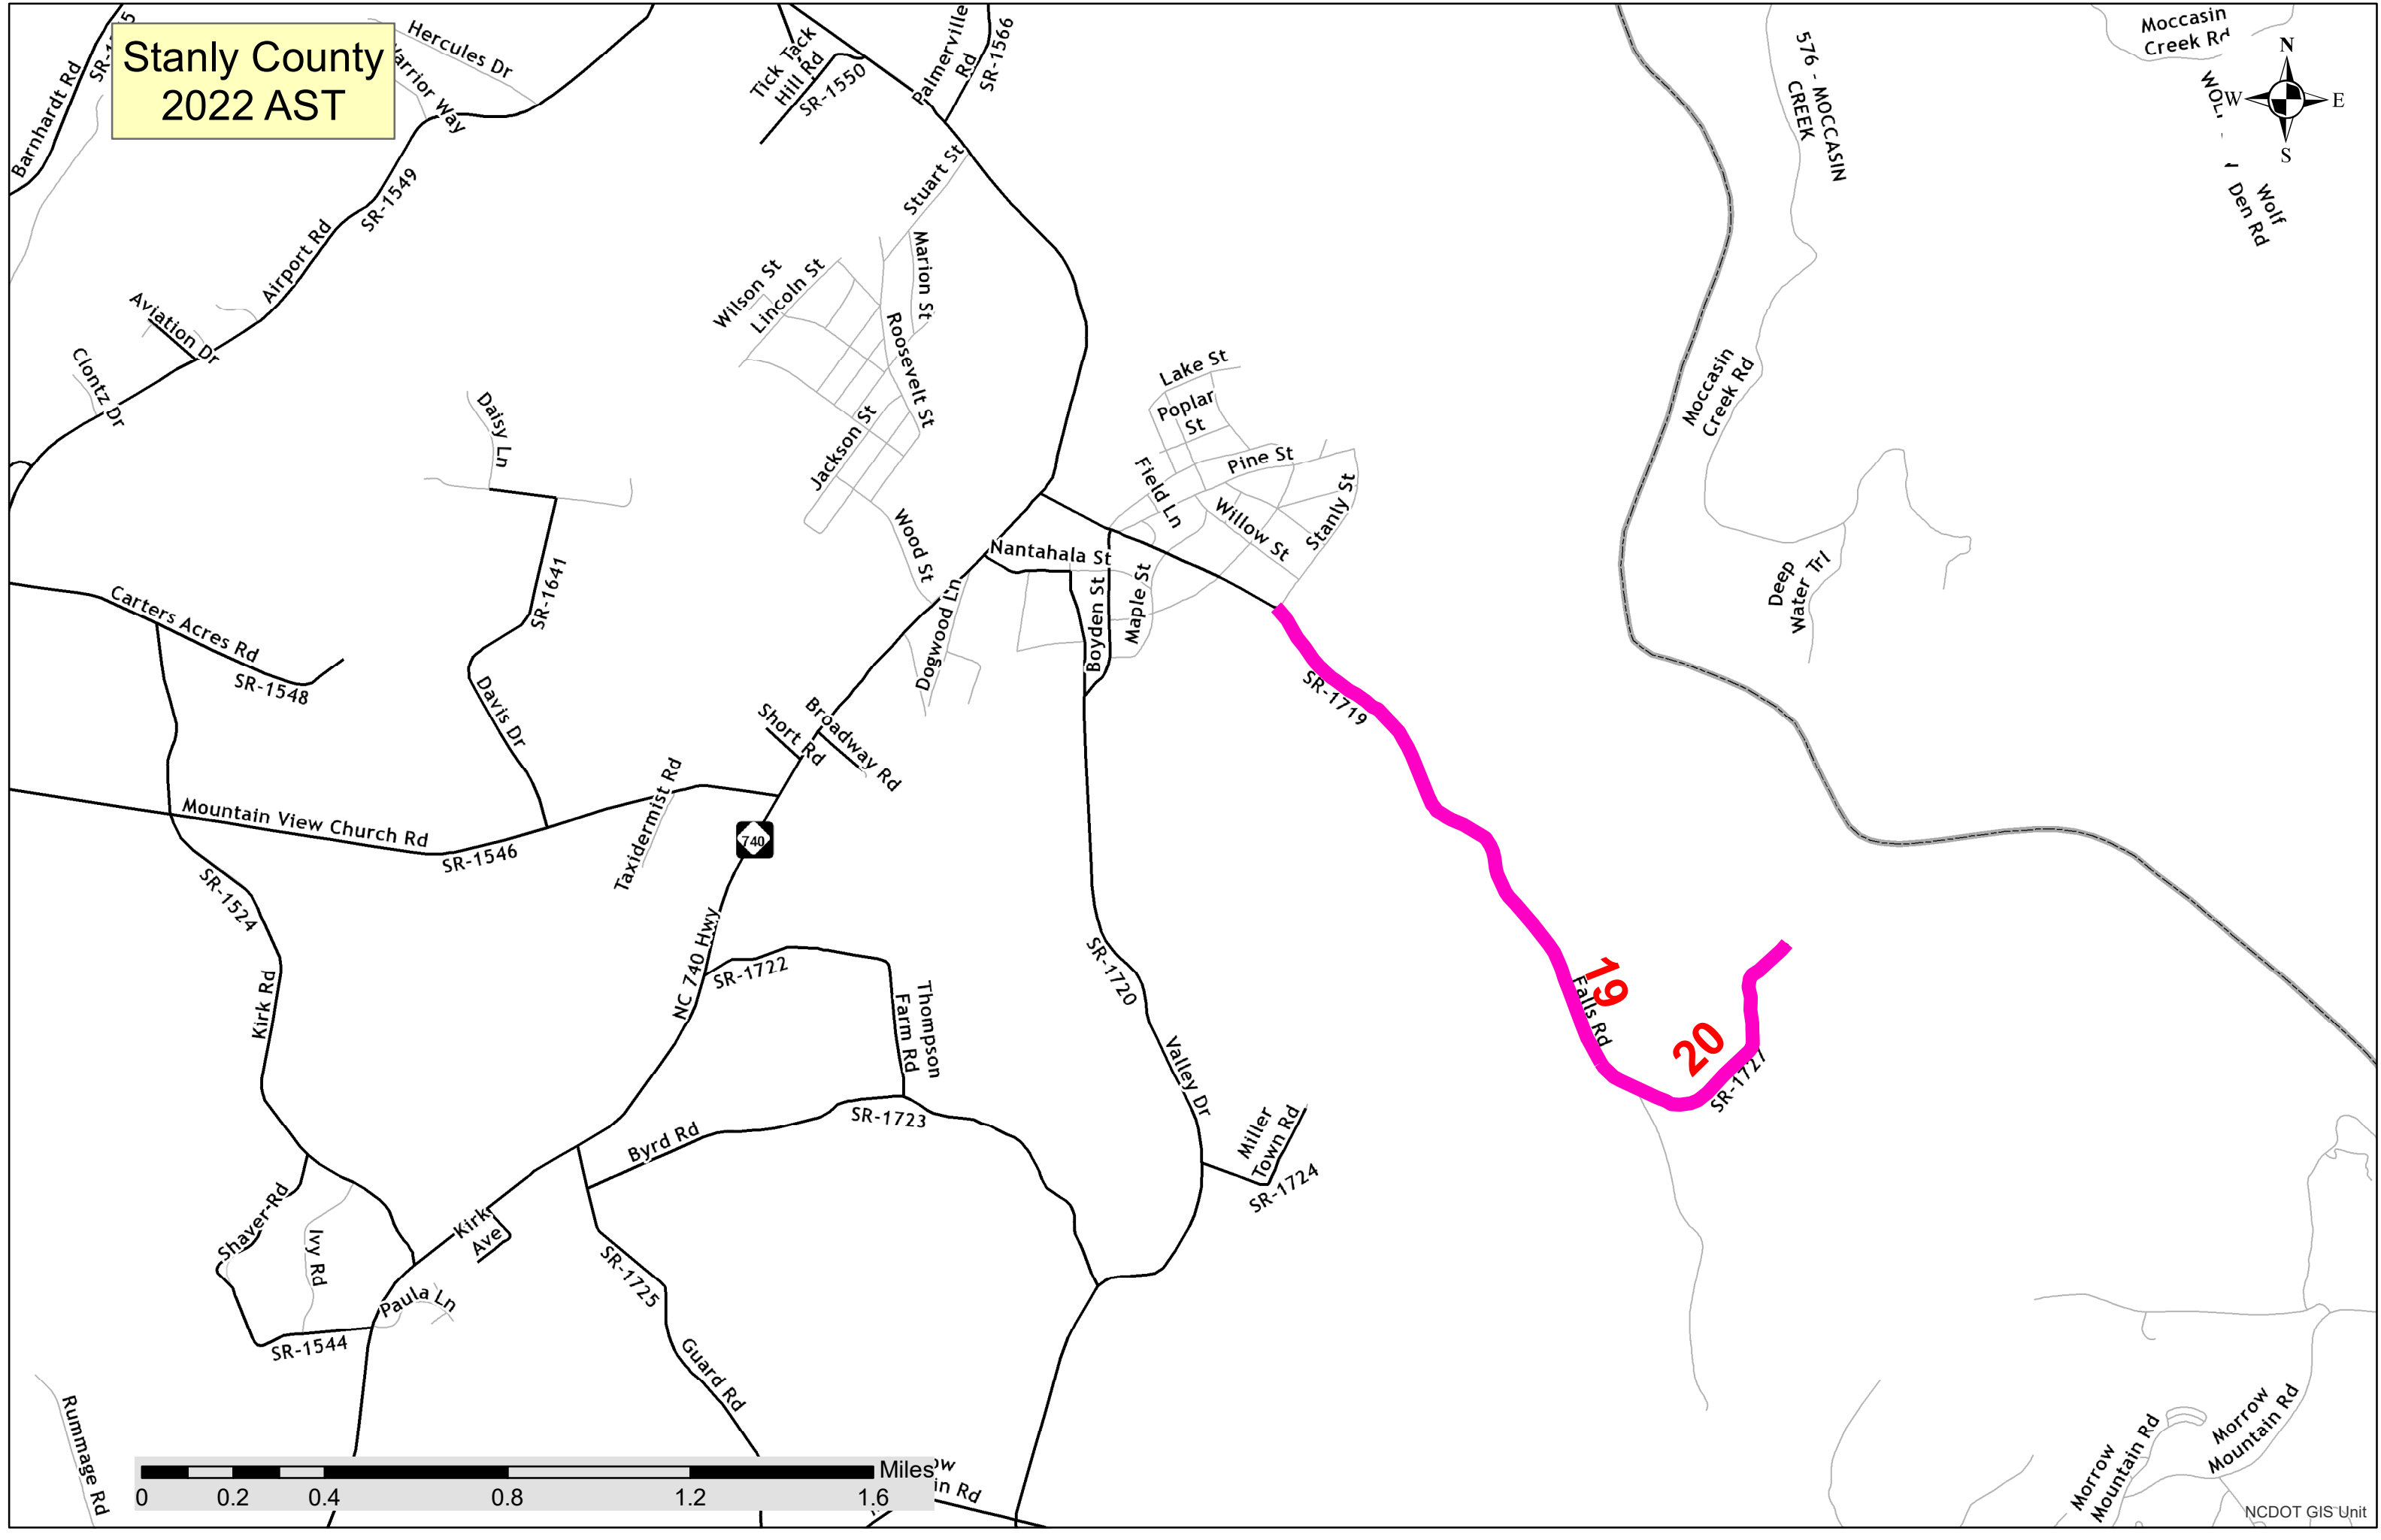 Stanly County
2022 AST
Barnhardt Rd
Hercules Dr
Warrior Way
SR-1549
Airport Rd
Aviation Dr
Clontz Dr
Tick Tack
Hill Rd
SR-1550
Palmerville
Rd
SR-1566
Stuart St
Marion St
Wilson St
Lincoln St
Roosevelt St
Jackson St
Wood St
Daisy Ln
SR-1641
Davis Dr
Carters Acres Rd
SR-1548
Lake St
Poplar
St
Pine St
Field Ln
Willow St
Stanly St
Nantahala St
Boyden St
Maple St
Dogwood Ln
Short Rd
Broadway Rd
Taxidermist Rd
Mountain View Church Rd
SR-1546
SR-1524
Kirk Rd
740
NC 740 Hwy
SR-1722
Thompson
Farm Rd
SR-1720
Valley Dr
Miller
Town Rd
SR-1724
Byrd Rd
SR-1723
SR-1725
Guard Rd
Kirk
Ave
Shaver Rd
Ivy Rd
Paula Ln
SR-1544
Rummage Rd
SR-1719
19
Falls Rd
20
SR-1727
576 - MOCCASIN
CREEK
Moccasin
Creek Rd
Moccasin
Creek Rd
Wolf
Den Rd
N
W
E
S
Deep
Water Trl
Morrow
Mountain Rd
Morrow
Mountain Rd
Miles
0 0.2 0.4 0.8 1.2 1.6
in Rd
NCDOT GIS Unit